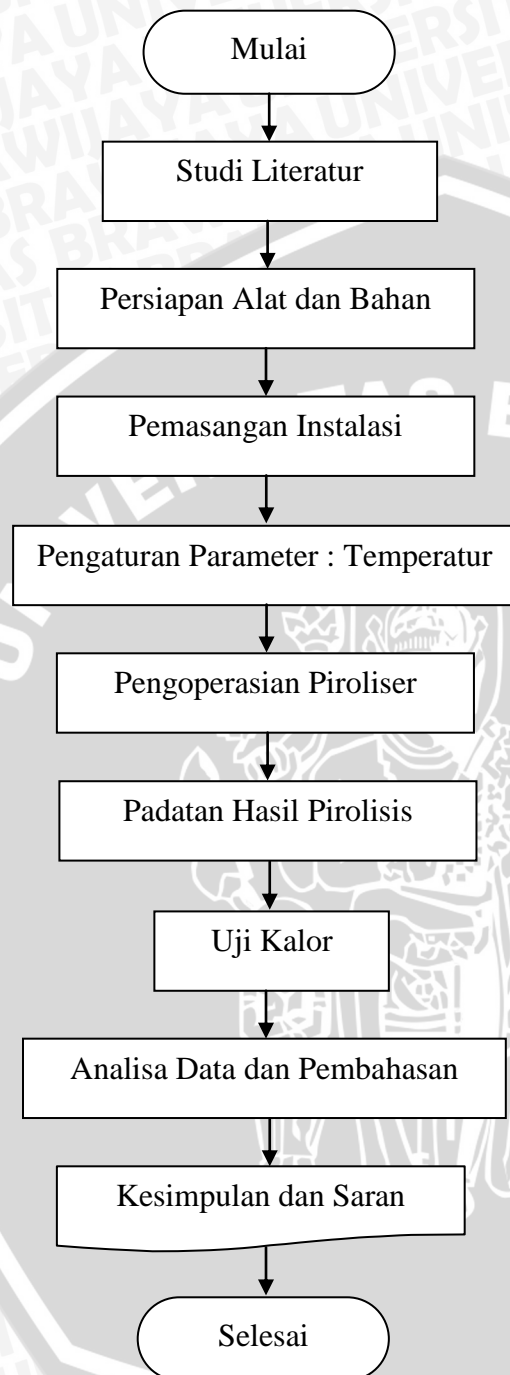 Mulai
Studi Literatur
Persiapan Alat dan Bahan
Pemasangan Instalasi
Pengaturan Parameter : Temperatur
Pengoperasian Piroliser
Padatan Hasil Pirolisis
Uji Kalor
Analisa Data dan Pembahasan
Kesimpulan dan Saran
Selesai